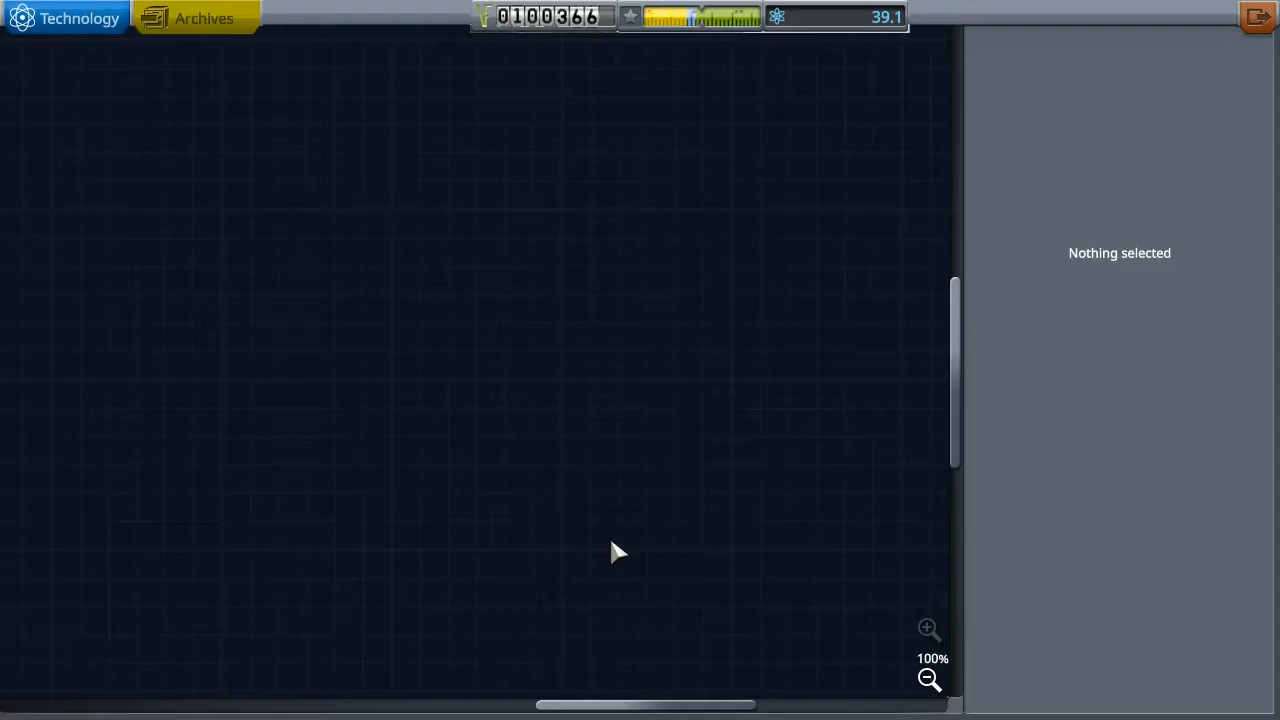 Technology
Archives
0100366
39.1
Nothing selected
100%